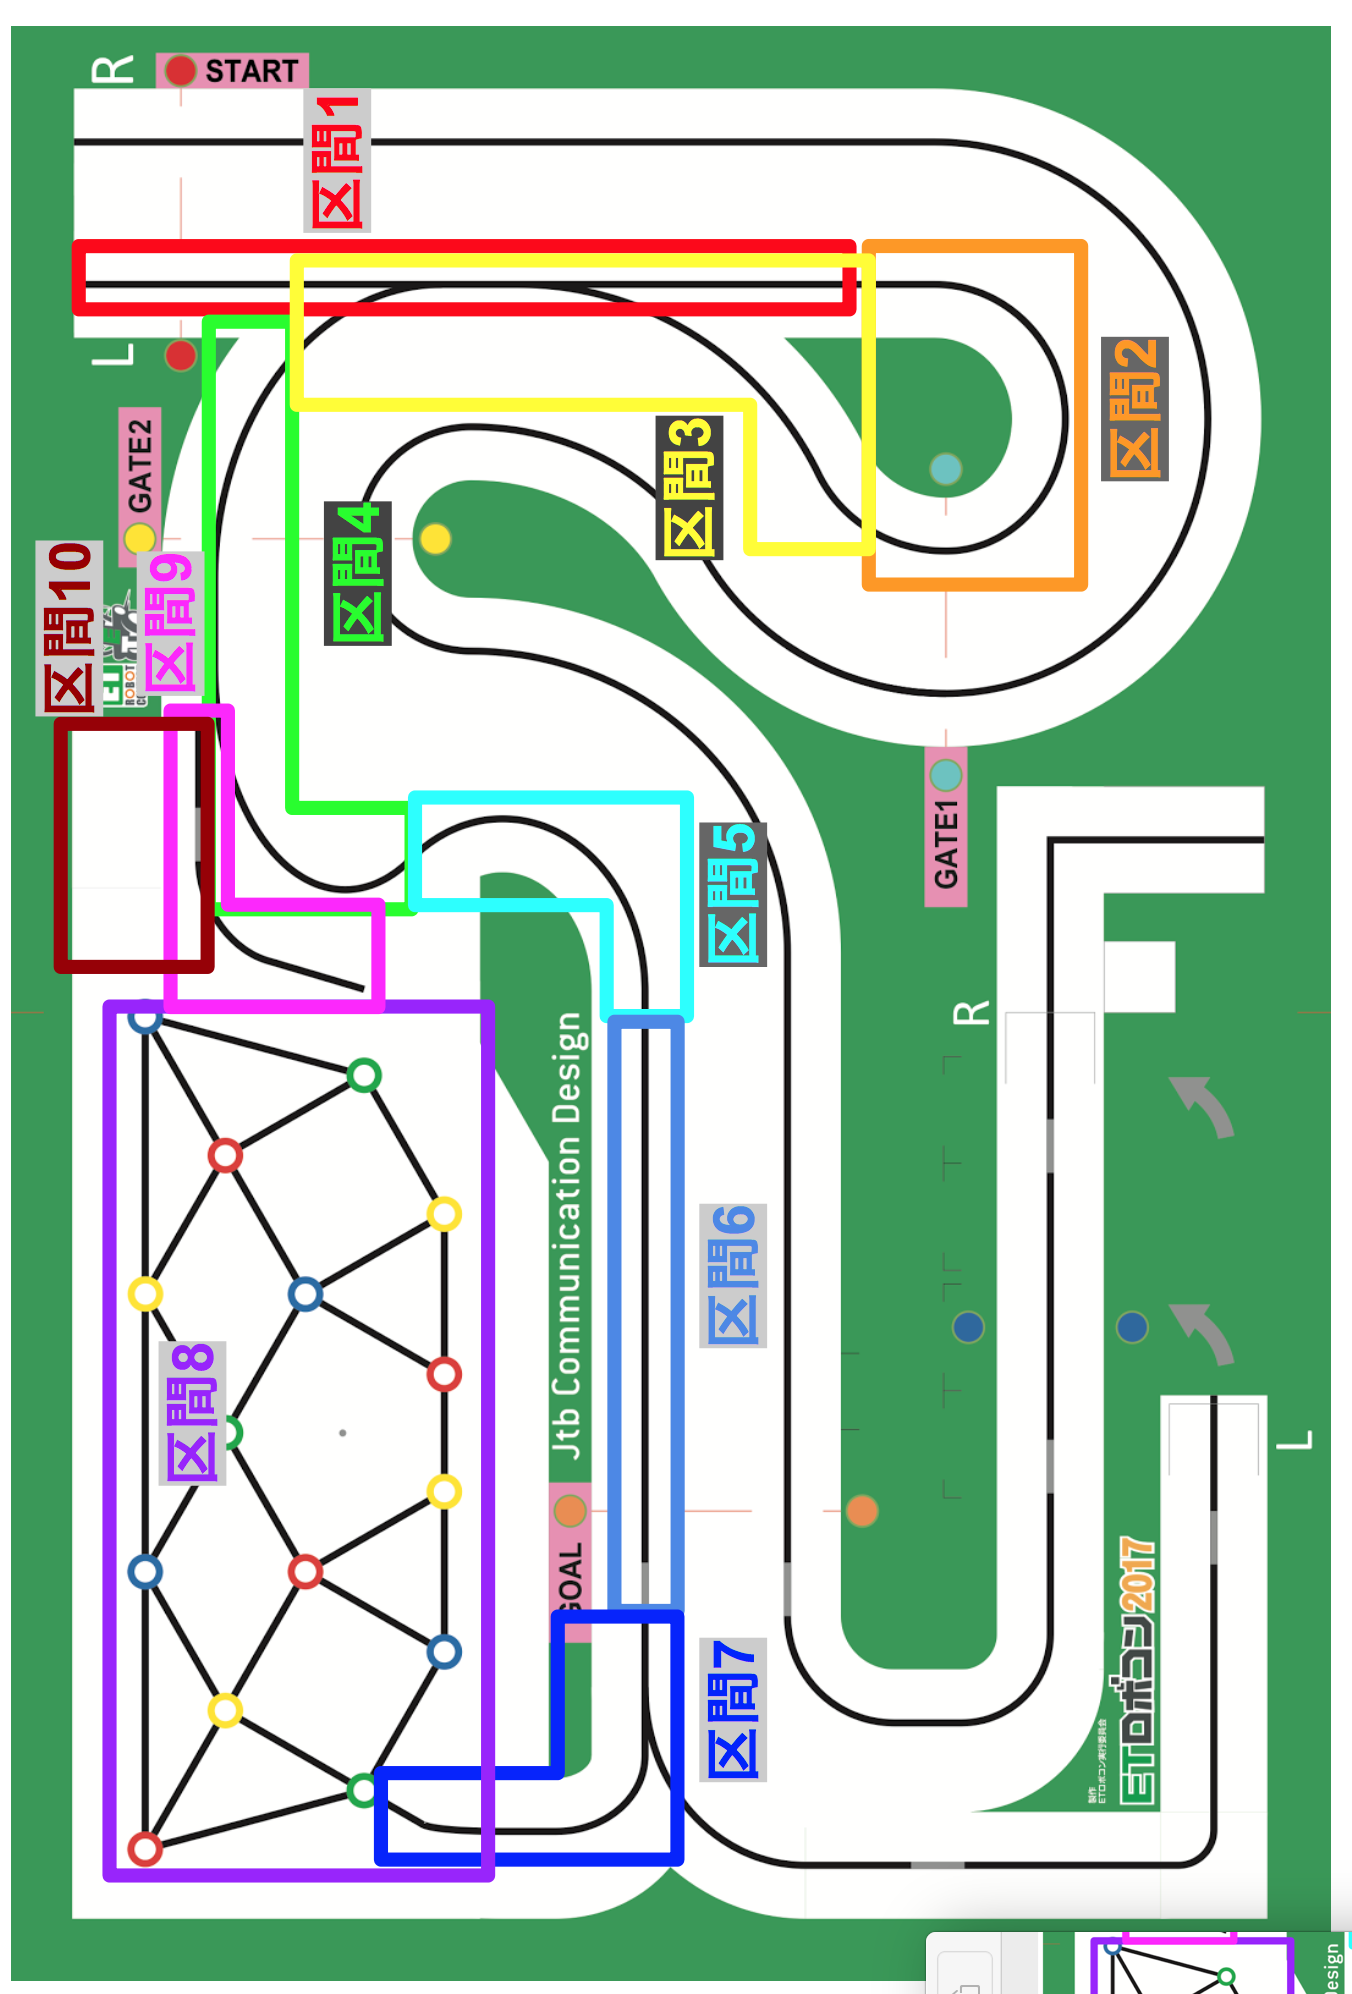 R
START
区間1
L
GATE2
区間2
区間3
区間4
区間10
区間9
ET
ROBOT
区間5
GATE1
R
Jtb Communication Design
区間6
区間8
L
GOAL
区間7
製作
ETロボコン実行委員会
ETロボコン2017
Design